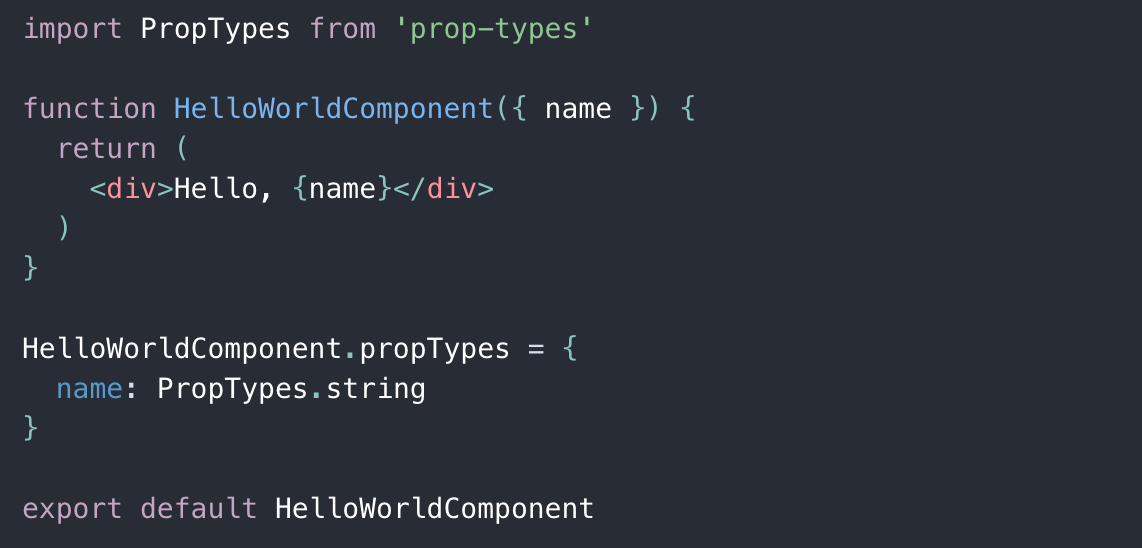 import PropTypes from 'prop-types'

function HelloWorldComponent({ name }) {
  return (
    <div>Hello, {name}</div>
  )
}

HelloWorldComponent.propTypes = {
  name: PropTypes.string
}

export default HelloWorldComponent